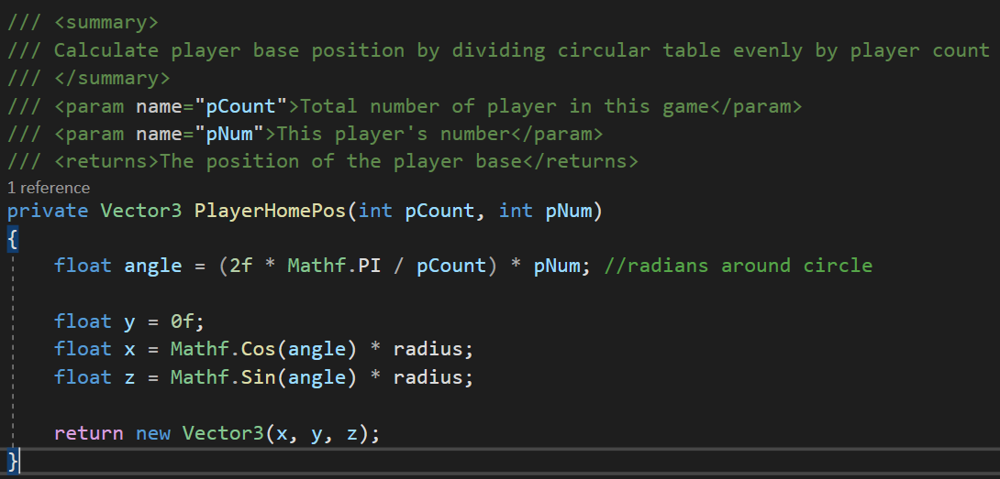 /// <summary>
/// Calculate player base position by dividing circular table evenly by player count
/// </summary>
/// <param name="pCount">Total number of player in this game</param>
/// <param name="pNum">This player's number</param>
/// <returns>The position of the player base</returns>
1 reference
private Vector3 PlayerHomePos(int pCount, int pNum)
{
    float angle = (2f * Mathf.PI / pCount) * pNum; //radians around circle

    float y = 0f;
    float x = Mathf.Cos(angle) * radius;
    float z = Mathf.Sin(angle) * radius;

    return new Vector3(x, y, z);
}